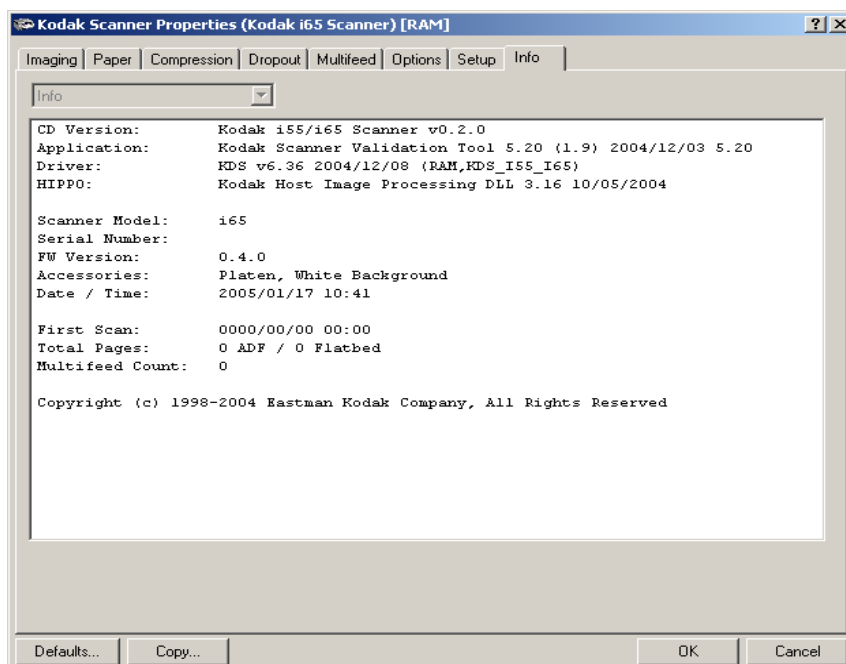 Kodak Scanner Properties (Kodak i65 Scanner) [RAM]
Imaging Paper Compression Dropout Multifeed Options Setup Info
Info
CD Version: Kodak i55/i65 Scanner v0.2.0
Application: Kodak Scanner Validation Tool 5.20 (1.9) 2004/12/03 5.20
Driver: KDS v6.36 2004/12/08 (RAM,KDS_I55_I65)
HIPPO: Kodak Host Image Processing DLL 3.16 10/05/2004
Scanner Model: i65
Serial Number:
FW Version: 0.4.0
Accessories: Platen, White Background
Date / Time: 2005/01/17 10:41
First Scan: 0000/00/00 00:00
Total Pages: 0 ADF / 0 Flatbed
Multifeed Count: 0
Copyright (c) 1998-2004 Eastman Kodak Company, All Rights Reserved
Defaults... Copy... OK Cancel